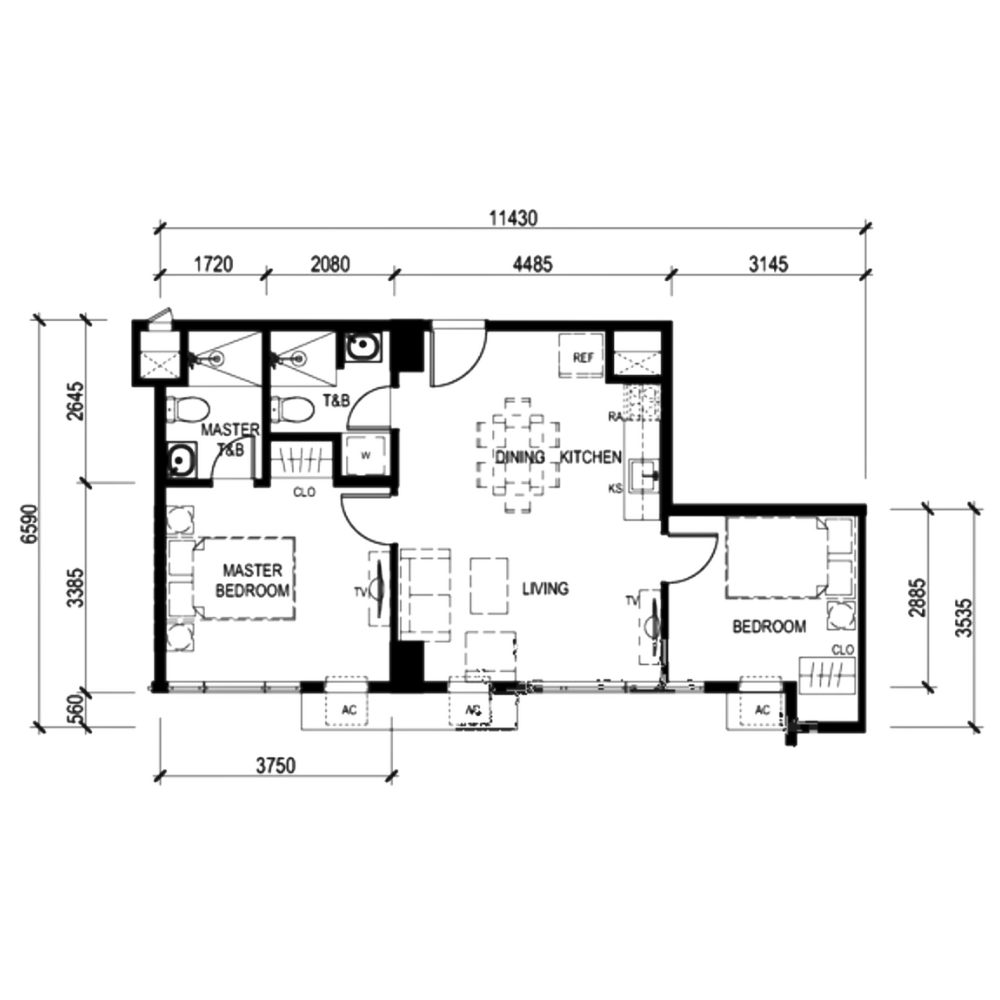 11430
1720 2080 4485 3145
REF
2645
T&B
RA
MASTER
T&B
W
DINING KITCHEN
CLO
KS
6590
3385
MASTER
BEDROOM
TV
LIVING
TV
BEDROOM
2885
3535
CLO
560
AC
AC
AC
3750